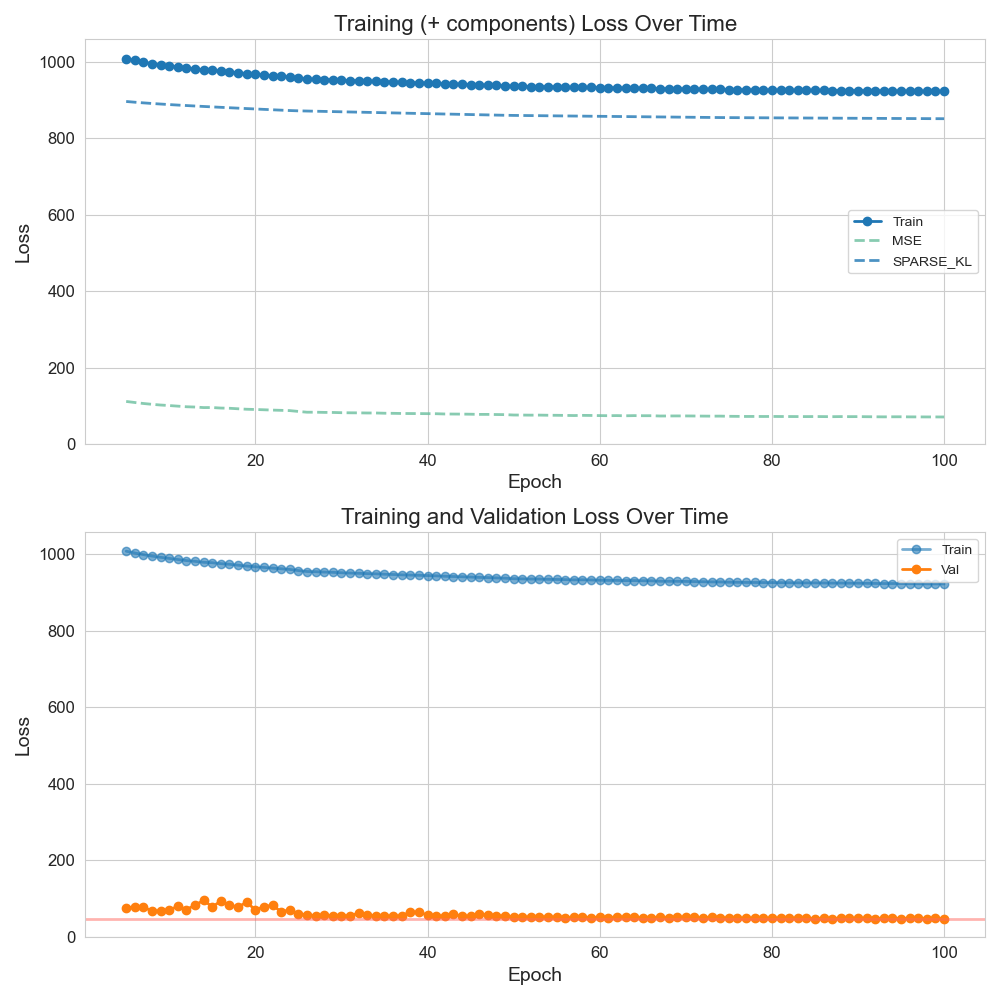 Training (+ components) Loss Over Time
1000
800
600
400
200
0
Loss
Train
MSE
SPARSE_KL
20 40 60 80 100
Epoch
Training and Validation Loss Over Time
1000
800
600
400
200
0
Loss
Train
Val
20 40 60 80 100
Epoch